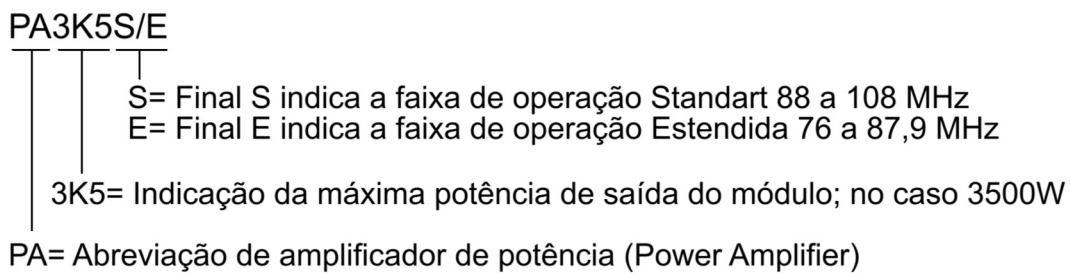 PA3K5S/E
S= Final S indica a faixa de operação Standart 88 a 108 MHz
E= Final E indica a faixa de operação Estendida 76 a 87,9 MHz
3K5= Indicação da máxima potência de saída do módulo; no caso 3500W
PA= Abreviação de amplificador de potência (Power Amplifier)